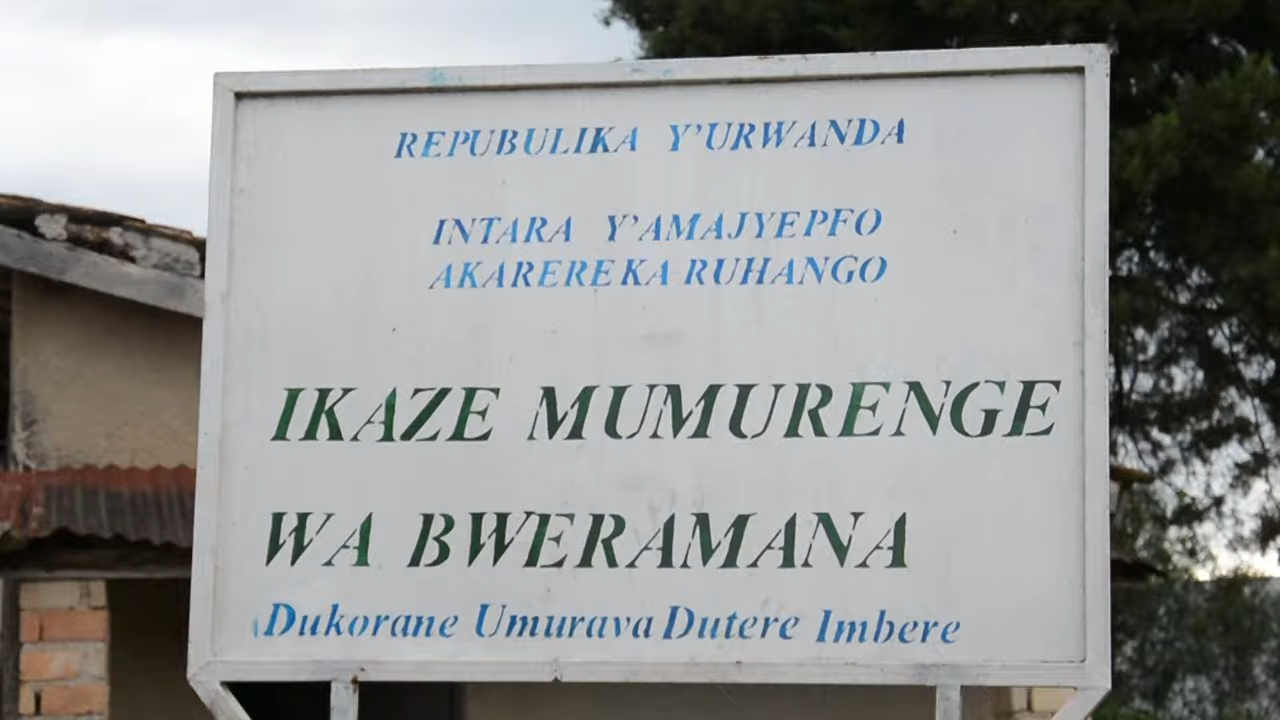 REPUBULIKA Y'URWANDA
INTARA Y'AMAJYEPFO
AKARERE KA RUHANGO
IKAZE MUMURENGE
WA BWERAMANA
Dukorane Umurava Dutere Imbere